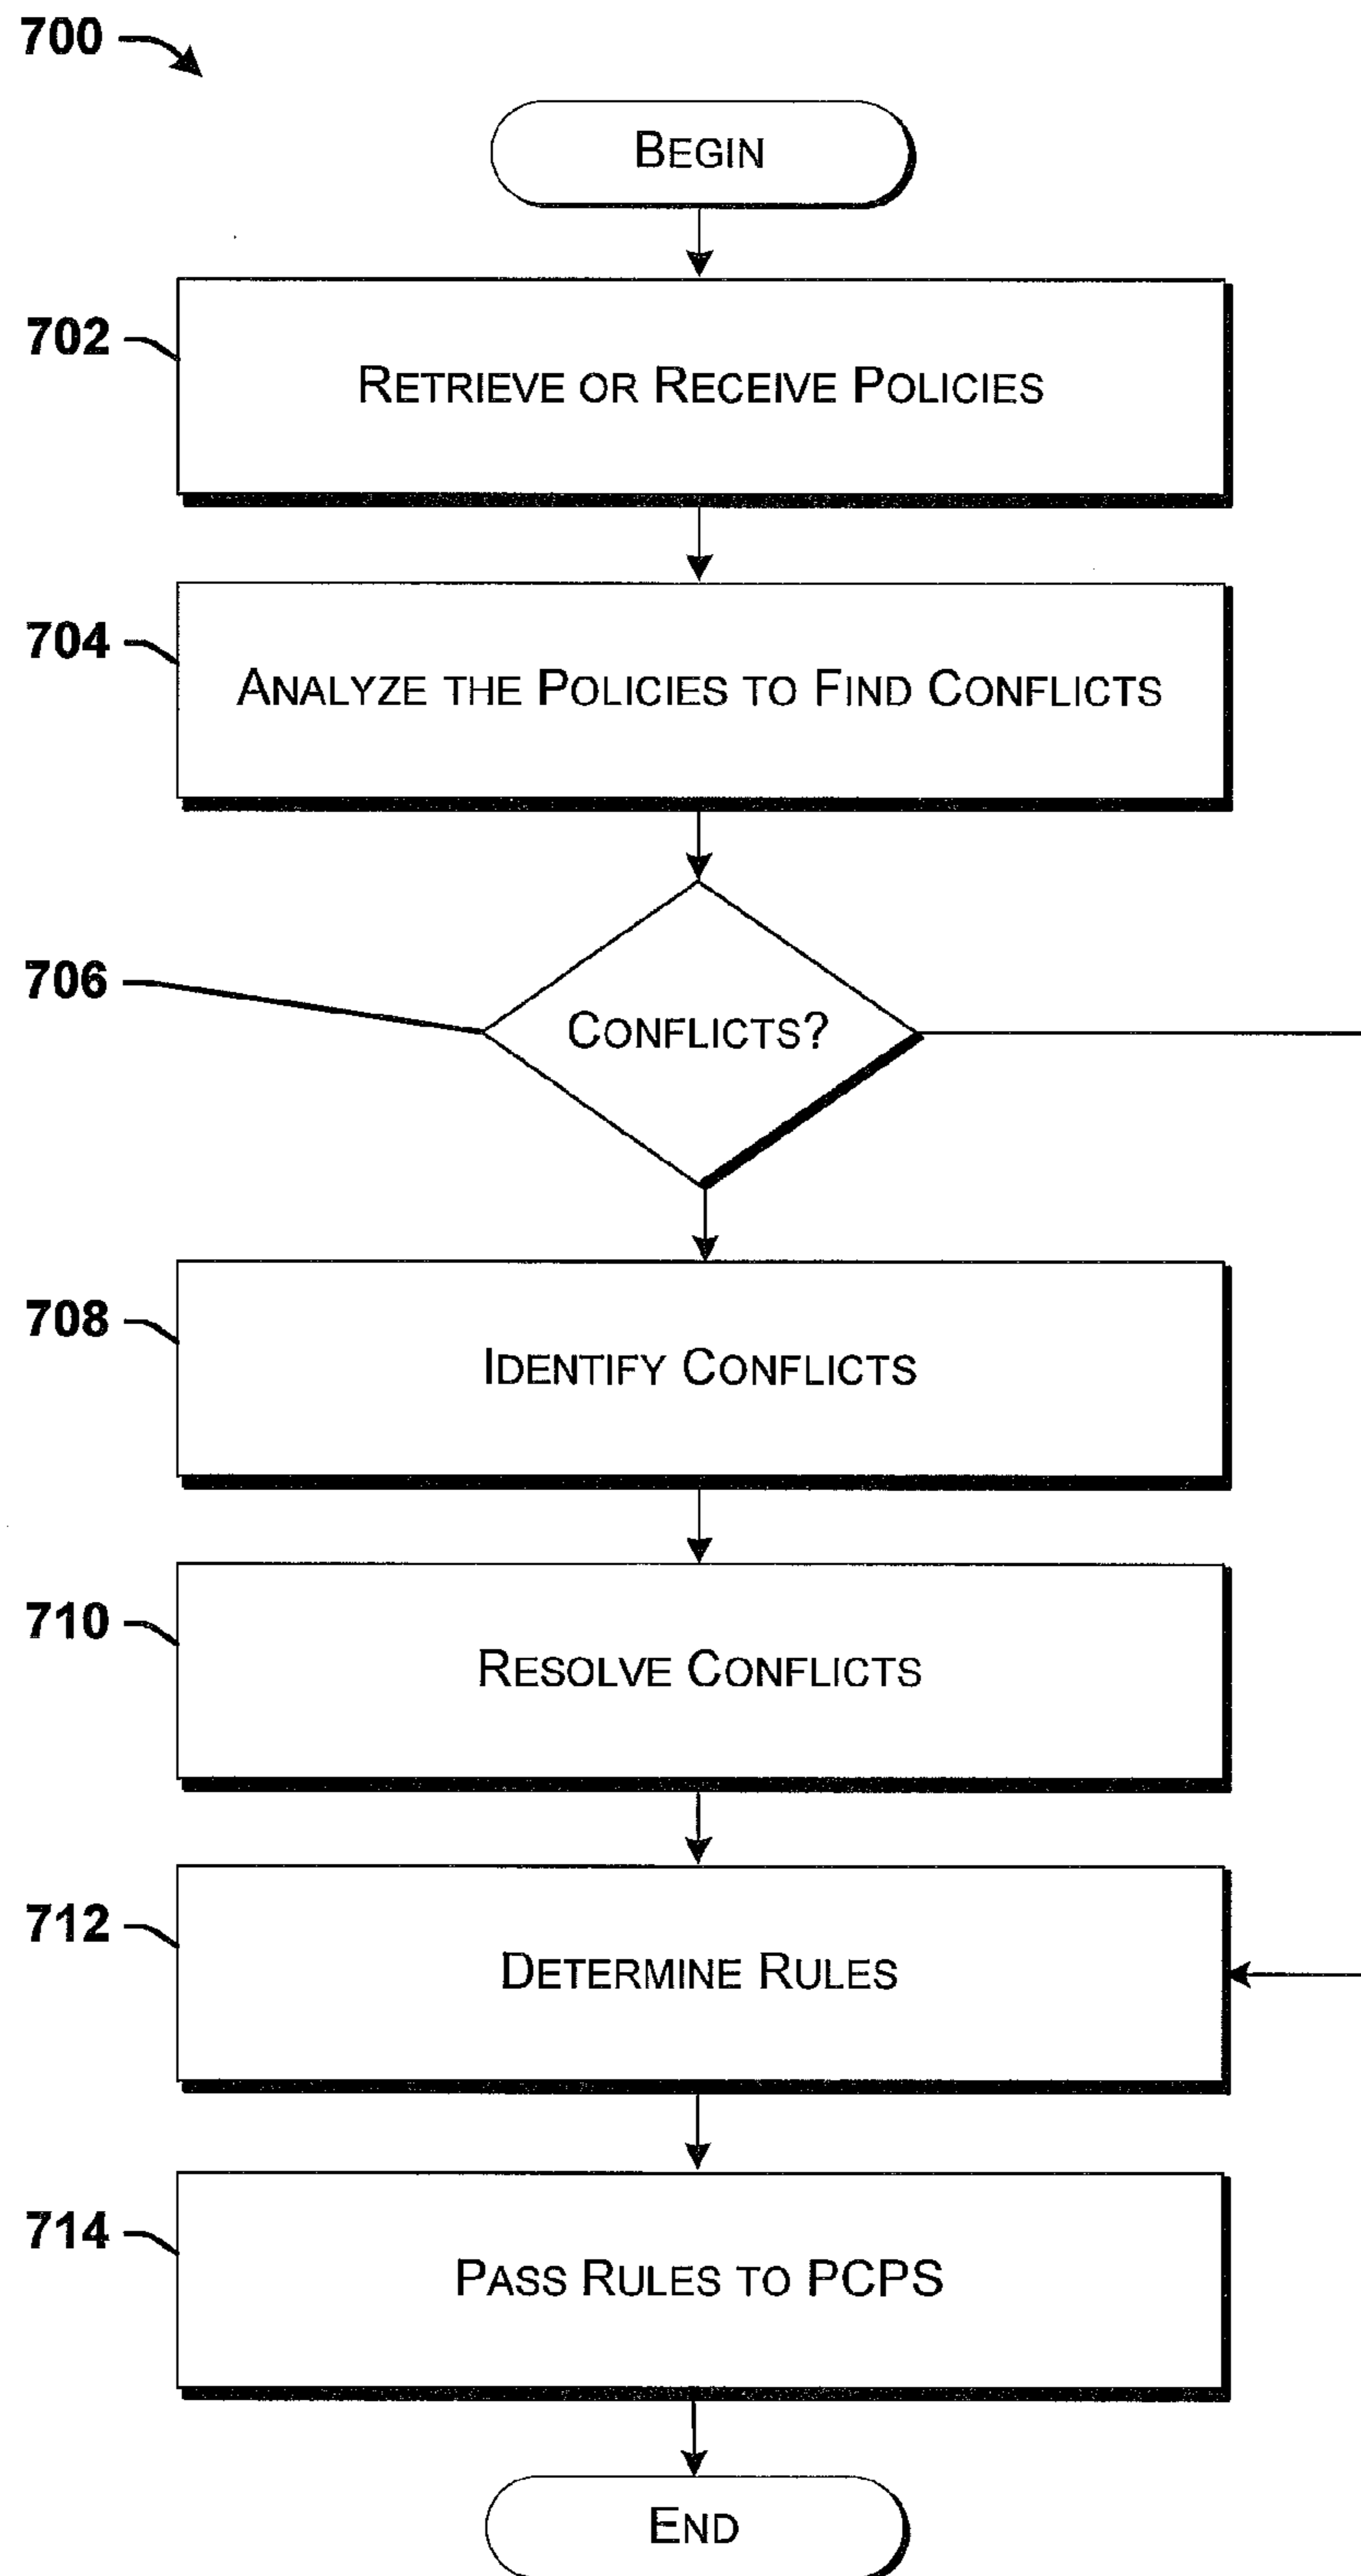 700
BEGIN
702
RETRIEVE OR RECEIVE POLICIES
704
ANALYZE THE POLICIES TO FIND CONFLICTS
706
CONFLICTS?
708
IDENTIFY CONFLICTS
710
RESOLVE CONFLICTS
712
DETERMINE RULES
714
PASS RULES TO PCPS
END